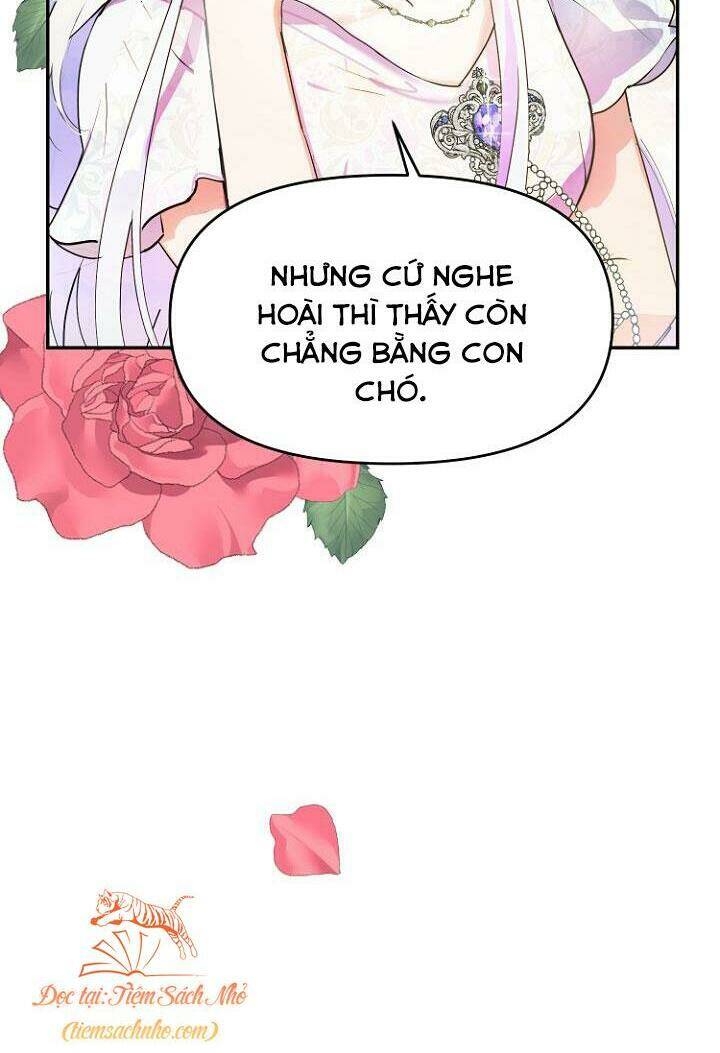 NHƯNG CỨ NGHE
HOÀI THÌ THẤY CÒN
CHẲNG BẰNG CON
CHÓ.
Đọc tại: Tiệm Sách Nhỏ
(tiemsachnho.com)